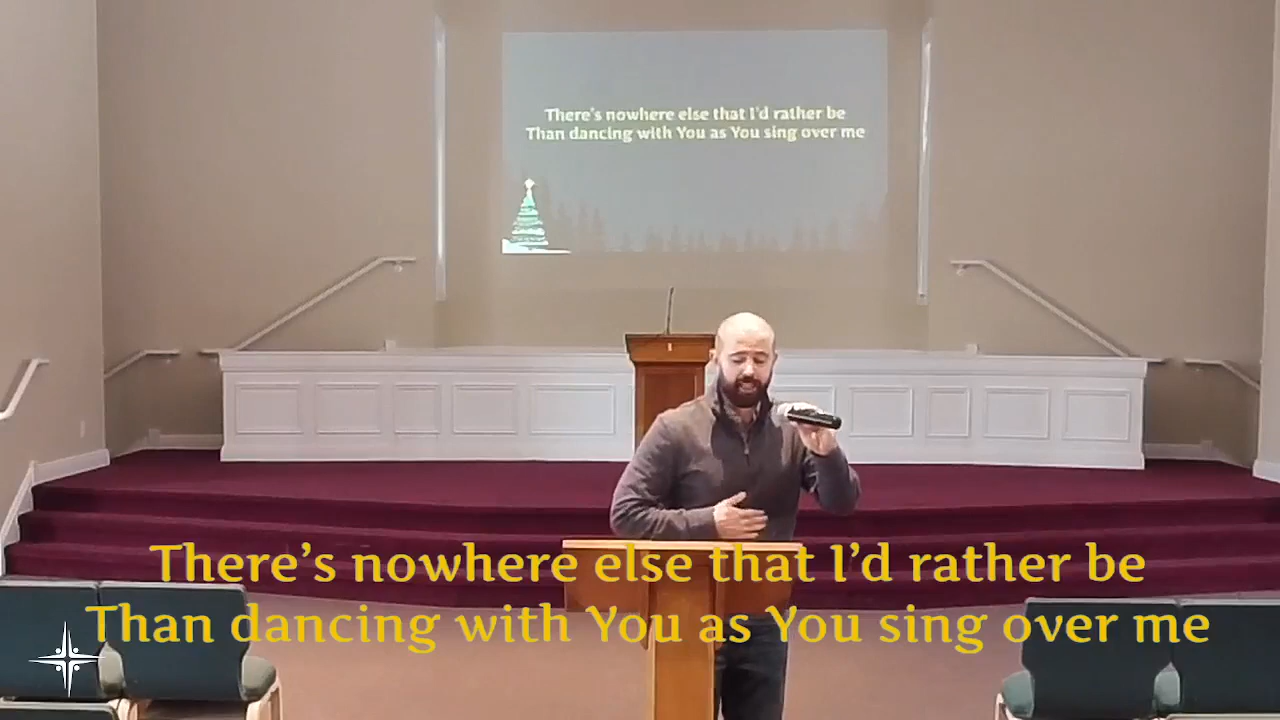 There's nowhere else that I'd rather be
Than dancing with You as You sing over me
There's nowhere else that I'd rather be
Than dancing with You as You sing over me